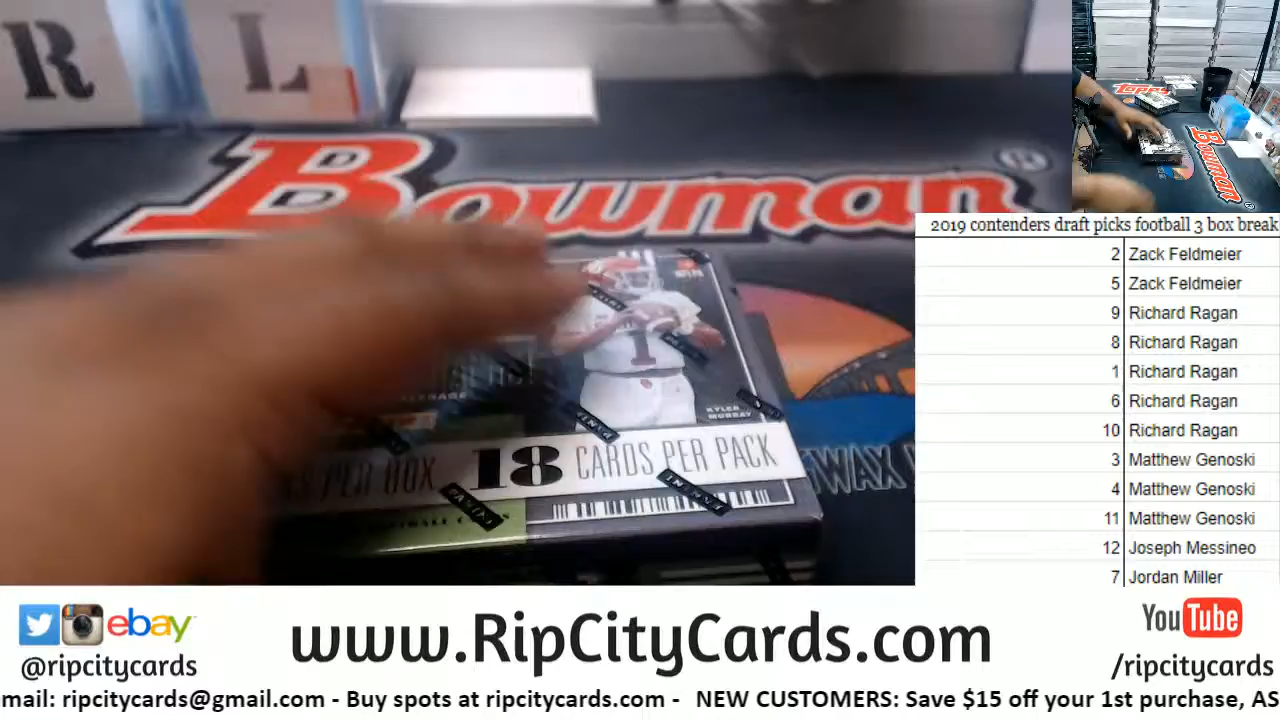 R L
Bowman
®
KYLER
MURRAY
PER BOX 18 CARDS PER PACK
WAX
Topps
Bowman
2019 contenders draft picks football 3 box break
2 Zack Feldmeier
5 Zack Feldmeier
9 Richard Ragan
8 Richard Ragan
1 Richard Ragan
6 Richard Ragan
10 Richard Ragan
3 Matthew Genoski
4 Matthew Genoski
11 Matthew Genoski
12 Joseph Messineo
7 Jordan Miller
ebay
@ripcitycards
www.RipCityCards.com
YouTube
/ripcitycards
mail: ripcitycards@gmail.com - Buy spots at ripcitycards.com - NEW CUSTOMERS: Save $15 off your 1st purchase, AS